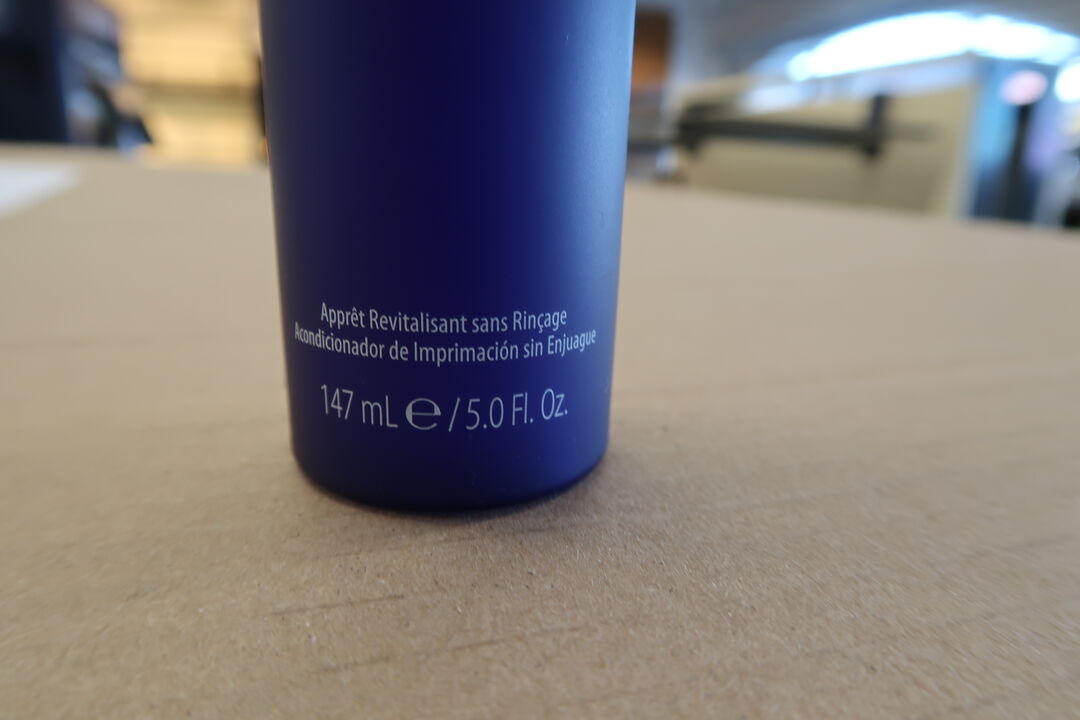 Apprêt Revitalisant sans Rinçage
Acondicionador de Imprimación sin Enjuague
147 mL ℮ / 5.0 Fl. Oz.